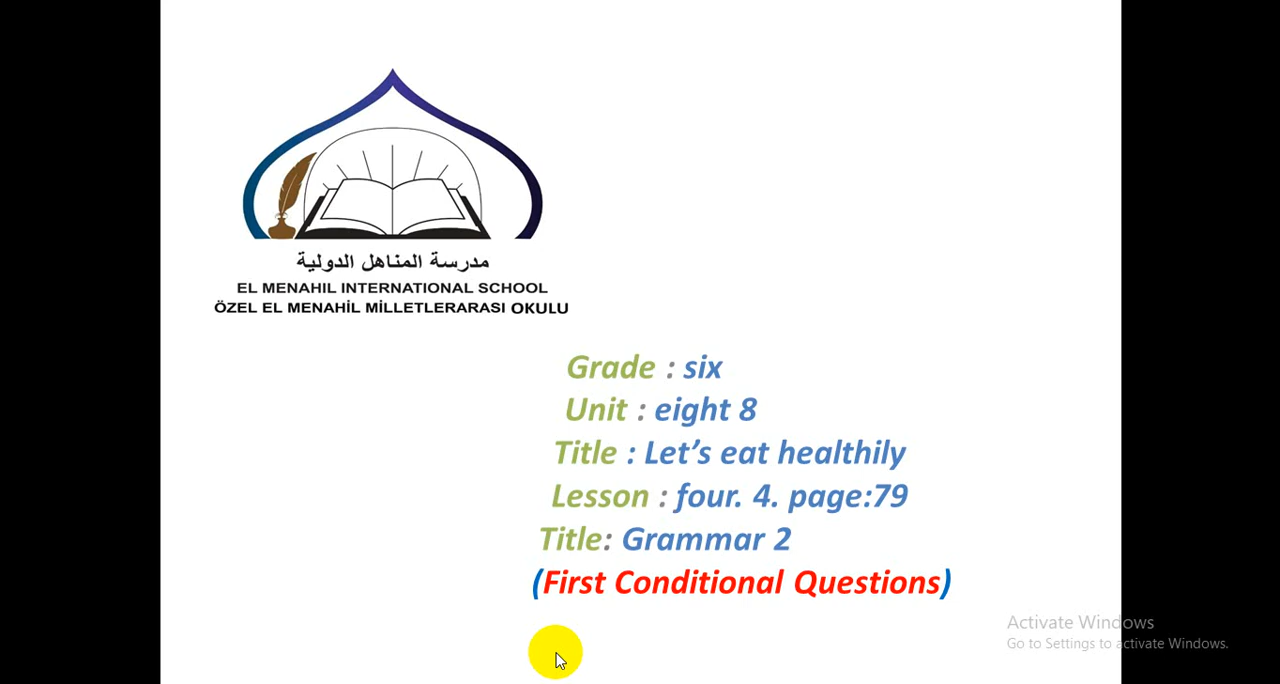 مدرسة المناهل الدولية
EL MENAHIL INTERNATIONAL SCHOOL
ÖZEL EL MENAHİL MİLLETLERARASI OKULU
Grade : six
Unit : eight 8
Title : Let’s eat healthily
Lesson : four. 4. page:79
Title: Grammar 2
(First Conditional Questions)
Activate Windows
Go to Settings to activate Windows.